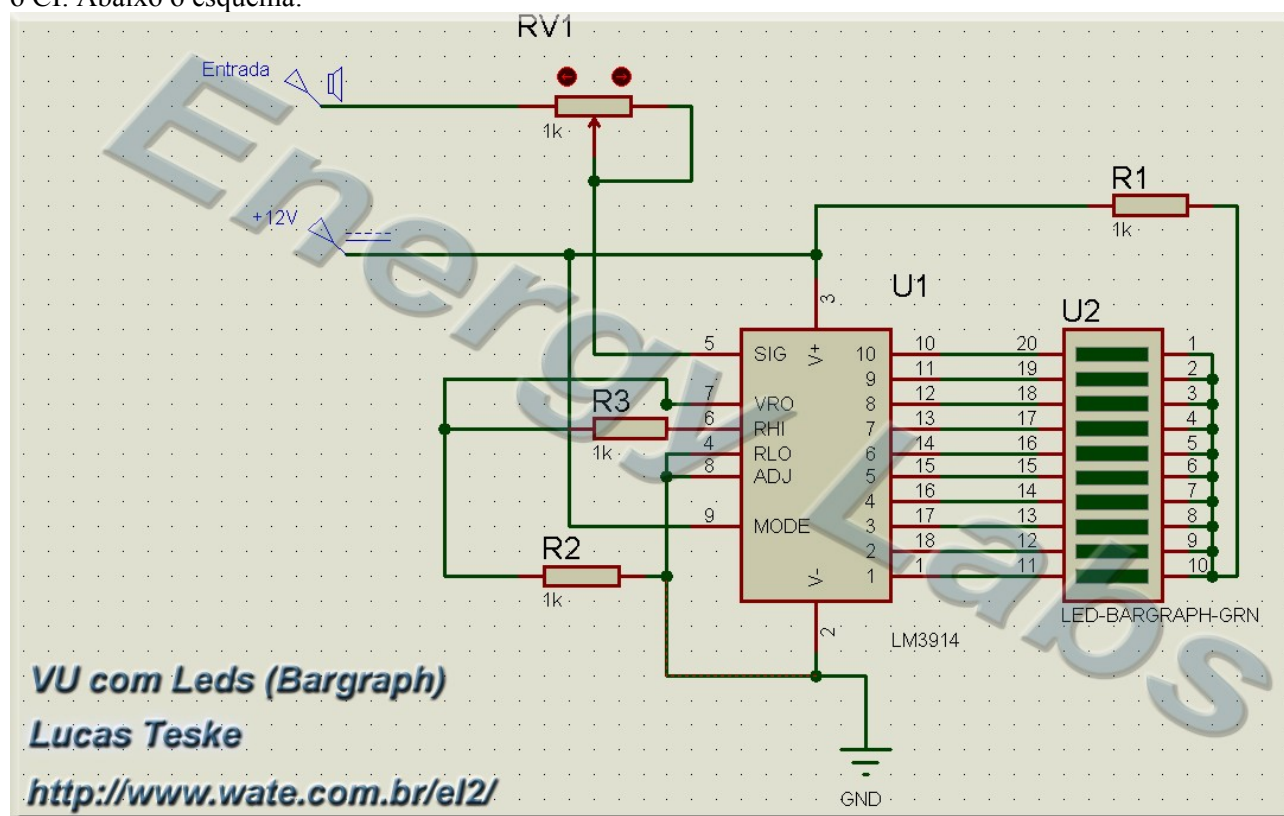 o CI. Abaixo o esquema.
RV1
Entrada
1k
R1
1k
+12V
3
U1
U2
5 SIG V+ 10 10 20 1
9 11 19 2
7 VRO 8 12 18 3
R3 6 RHI 7 13 17 4
1k 4 RLO 6 14 16 5
8 ADJ 5 15 15 6
4 16 14 7
9 MODE 3 17 13 8
2 18 12 9
R2 V- 1 1 11 10
1k
2
LED-BARGRAPH-GRN
LM3914
GND
Energy Labs
VU com Leds (Bargraph)
Lucas Teske
http://www.wate.com.br/el2/